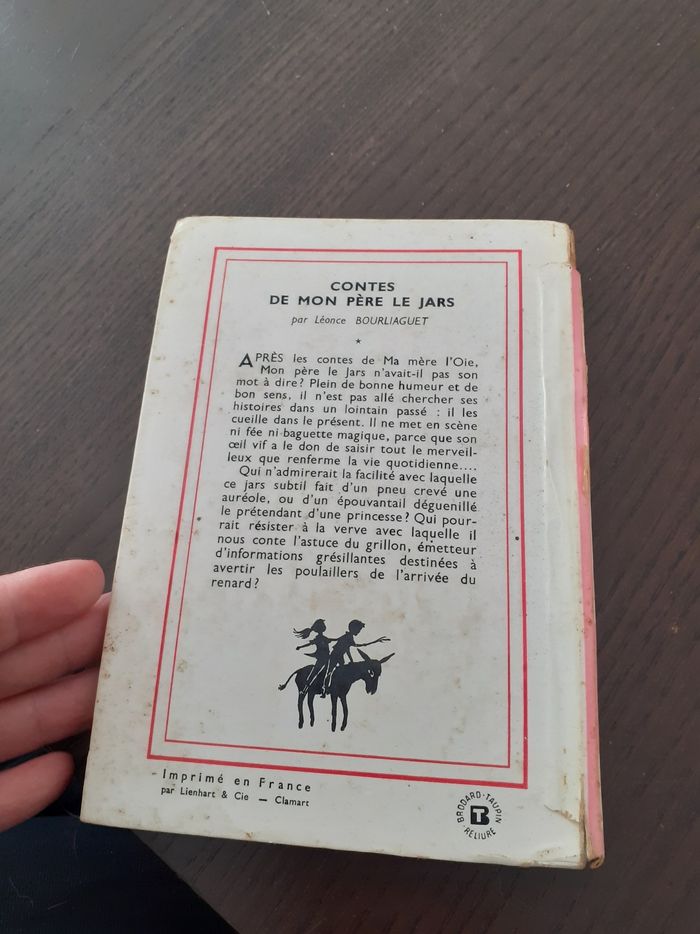 CONTES
DE MON PÈRE LE JARS
par Léonce BOURLIAGUET
*
APRÈS les contes de Ma mère l'Oie,
Mon père le Jars n'avait-il pas son
mot à dire? Plein de bonne humeur et de
bon sens, il n'est pas allé chercher ses
histoires dans un lointain passé : il les
cueille dans le présent. Il ne met en scène
ni fée ni baguette magique, parce que son
œil vif a le don de saisir tout le merveil-
leux que renferme la vie quotidienne....
Qui n'admirerait la facilité avec laquelle
ce jars subtil fait d'un pneu crevé une
auréole, ou d'un épouvantail déguenillé
le prétendant d'une princesse? Qui pour-
rait résister à la verve avec laquelle il
nous conte l'astuce du grillon, émetteur
d'informations grésillantes destinées à
avertir les poulaillers de l'arrivée du
renard?
Imprimé en France
par Lienhart & Cie — Clamart
BRODARD-TAUPIN
BT
RELIURE